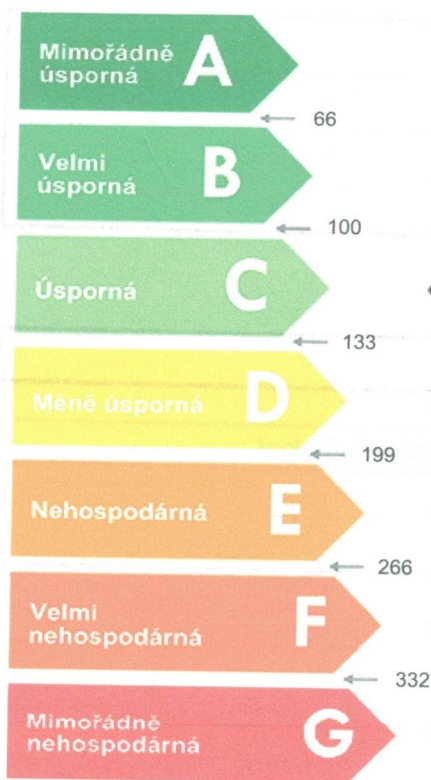 Mimořádně
úsporná
A
66
Velmi
úsporná
B
100
Úsporná
C
133
Méně úsporná
D
199
Nehospodárná
E
266
Velmi
nehospodárná
F
332
Mimořádně
nehospodárná
G